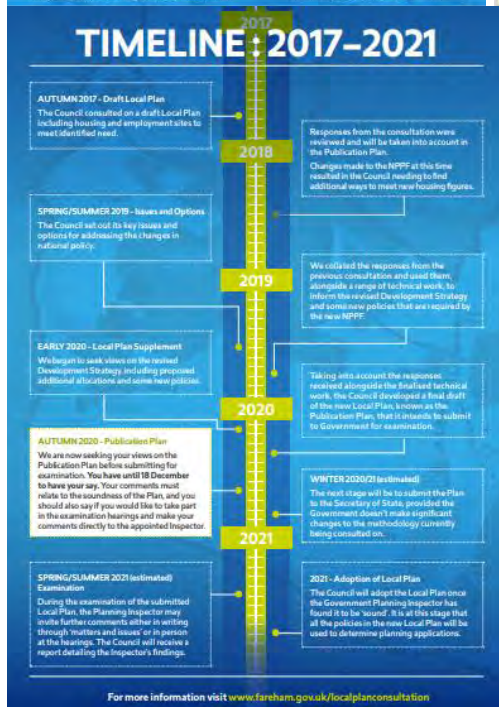 2017
TIMELINE : 2017–2021
AUTUMN 2017 - Draft Local Plan
The Council consulted on a draft Local Plan
including housing and employment sites to
meet identified need.
Responses from the consultation were
reviewed and will be taken into account in
the Publication Plan.
Changes made to the NPPF at this time
resulted in the Council needing to find
additional ways to meet new housing figures.
2018
SPRING/SUMMER 2019 - Issues and Options
The Council set out its key issues and
options for addressing the changes in
national policy.
We collated the responses from the
previous consultation and used them,
alongside a range of technical work, to
inform the revised Development Strategy
and some new policies that are required by
the new NPPF.
2019
EARLY 2020 - Local Plan Supplement
We began to seek views on the revised
Development Strategy, including proposed
additional allocations and some new policies.
Taking into account the responses
received alongside the finalised technical
work, the Council developed a final draft
of the new Local Plan, known as the
Publication Plan, that it intends to submit
to Government for examination.
2020
AUTUMN 2020 - Publication Plan
We are now seeking your views on the
Publication Plan before submitting for
examination. You have until 18 December
to have your say. Your comments must
relate to the soundness of the Plan, and you
should also say if you would like to take part
in the examination hearings and make your
comments directly to the appointed Inspector.
WINTER 2020/21 (estimated)
The next stage will be to submit the Plan
to the Secretary of State, provided the
Government doesn't make significant
changes to the methodology currently
being consulted on.
2021
SPRING/SUMMER 2021 (estimated)
Examination
During the examination of the submitted
Local Plan, the Planning Inspector may
invite further comments either in writing
through 'matters and issues' or in person
at the hearings. The Council will receive a
report detailing the Inspector's findings.
2021 - Adoption of Local Plan
The Council will adopt the Local Plan once
the Government Planning Inspector has
found it to be 'sound'. It is at this stage that
all the policies in the new Local Plan will be
used to determine planning applications.
For more information visit www.fareham.gov.uk/localplanconsultation